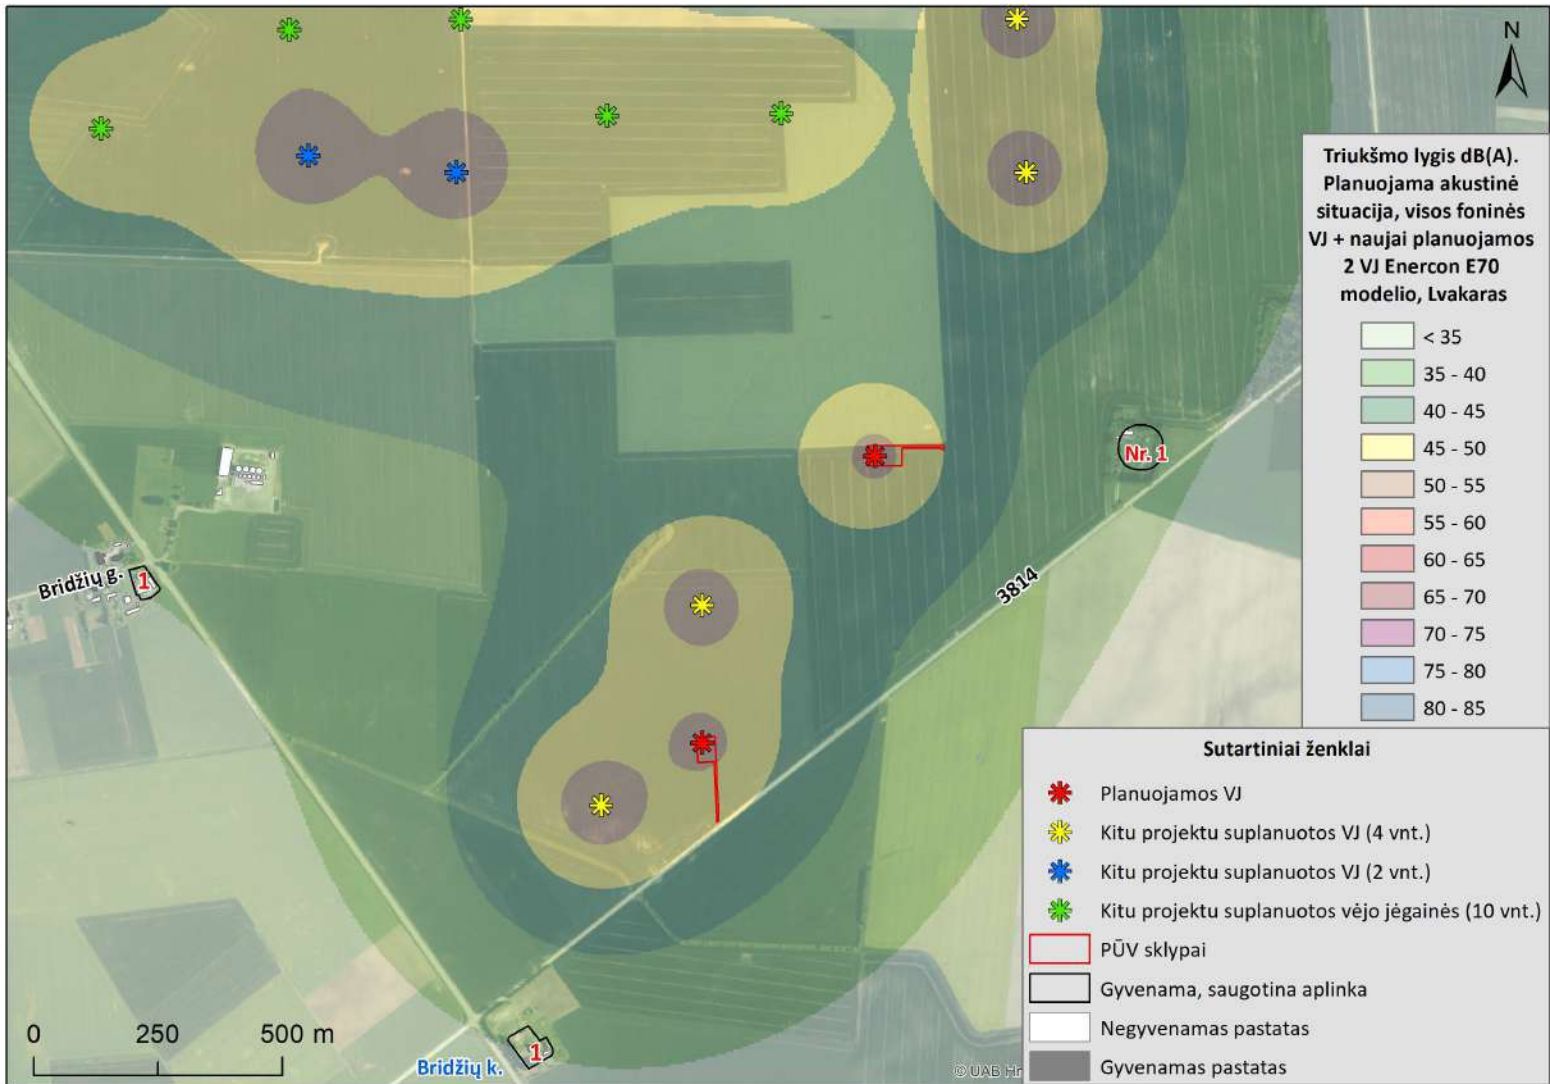 N
Triukšmo lygis dB(A).
Planuojama akustinė
situacija, visos foninės
VJ + naujai planuojamos
2 VJ Enercon E70
modelio, Lvakaras
< 35
35 - 40
40 - 45
45 - 50
50 - 55
55 - 60
60 - 65
65 - 70
70 - 75
75 - 80
80 - 85
Nr. 1
Bridžių g.
1
3814
Sutartiniai ženklai
Planuojamos VJ
Kitu projektu suplanuotos VJ (4 vnt.)
Kitu projektu suplanuotos VJ (2 vnt.)
Kitu projektu suplanuotos vėjo jėgainės (10 vnt.)
PŪV sklypai
Gyvenama, saugotina aplinka
Negyvenamas pastatas
Gyvenamas pastatas
0 250 500 m
1
Bridžių k.
© UAB